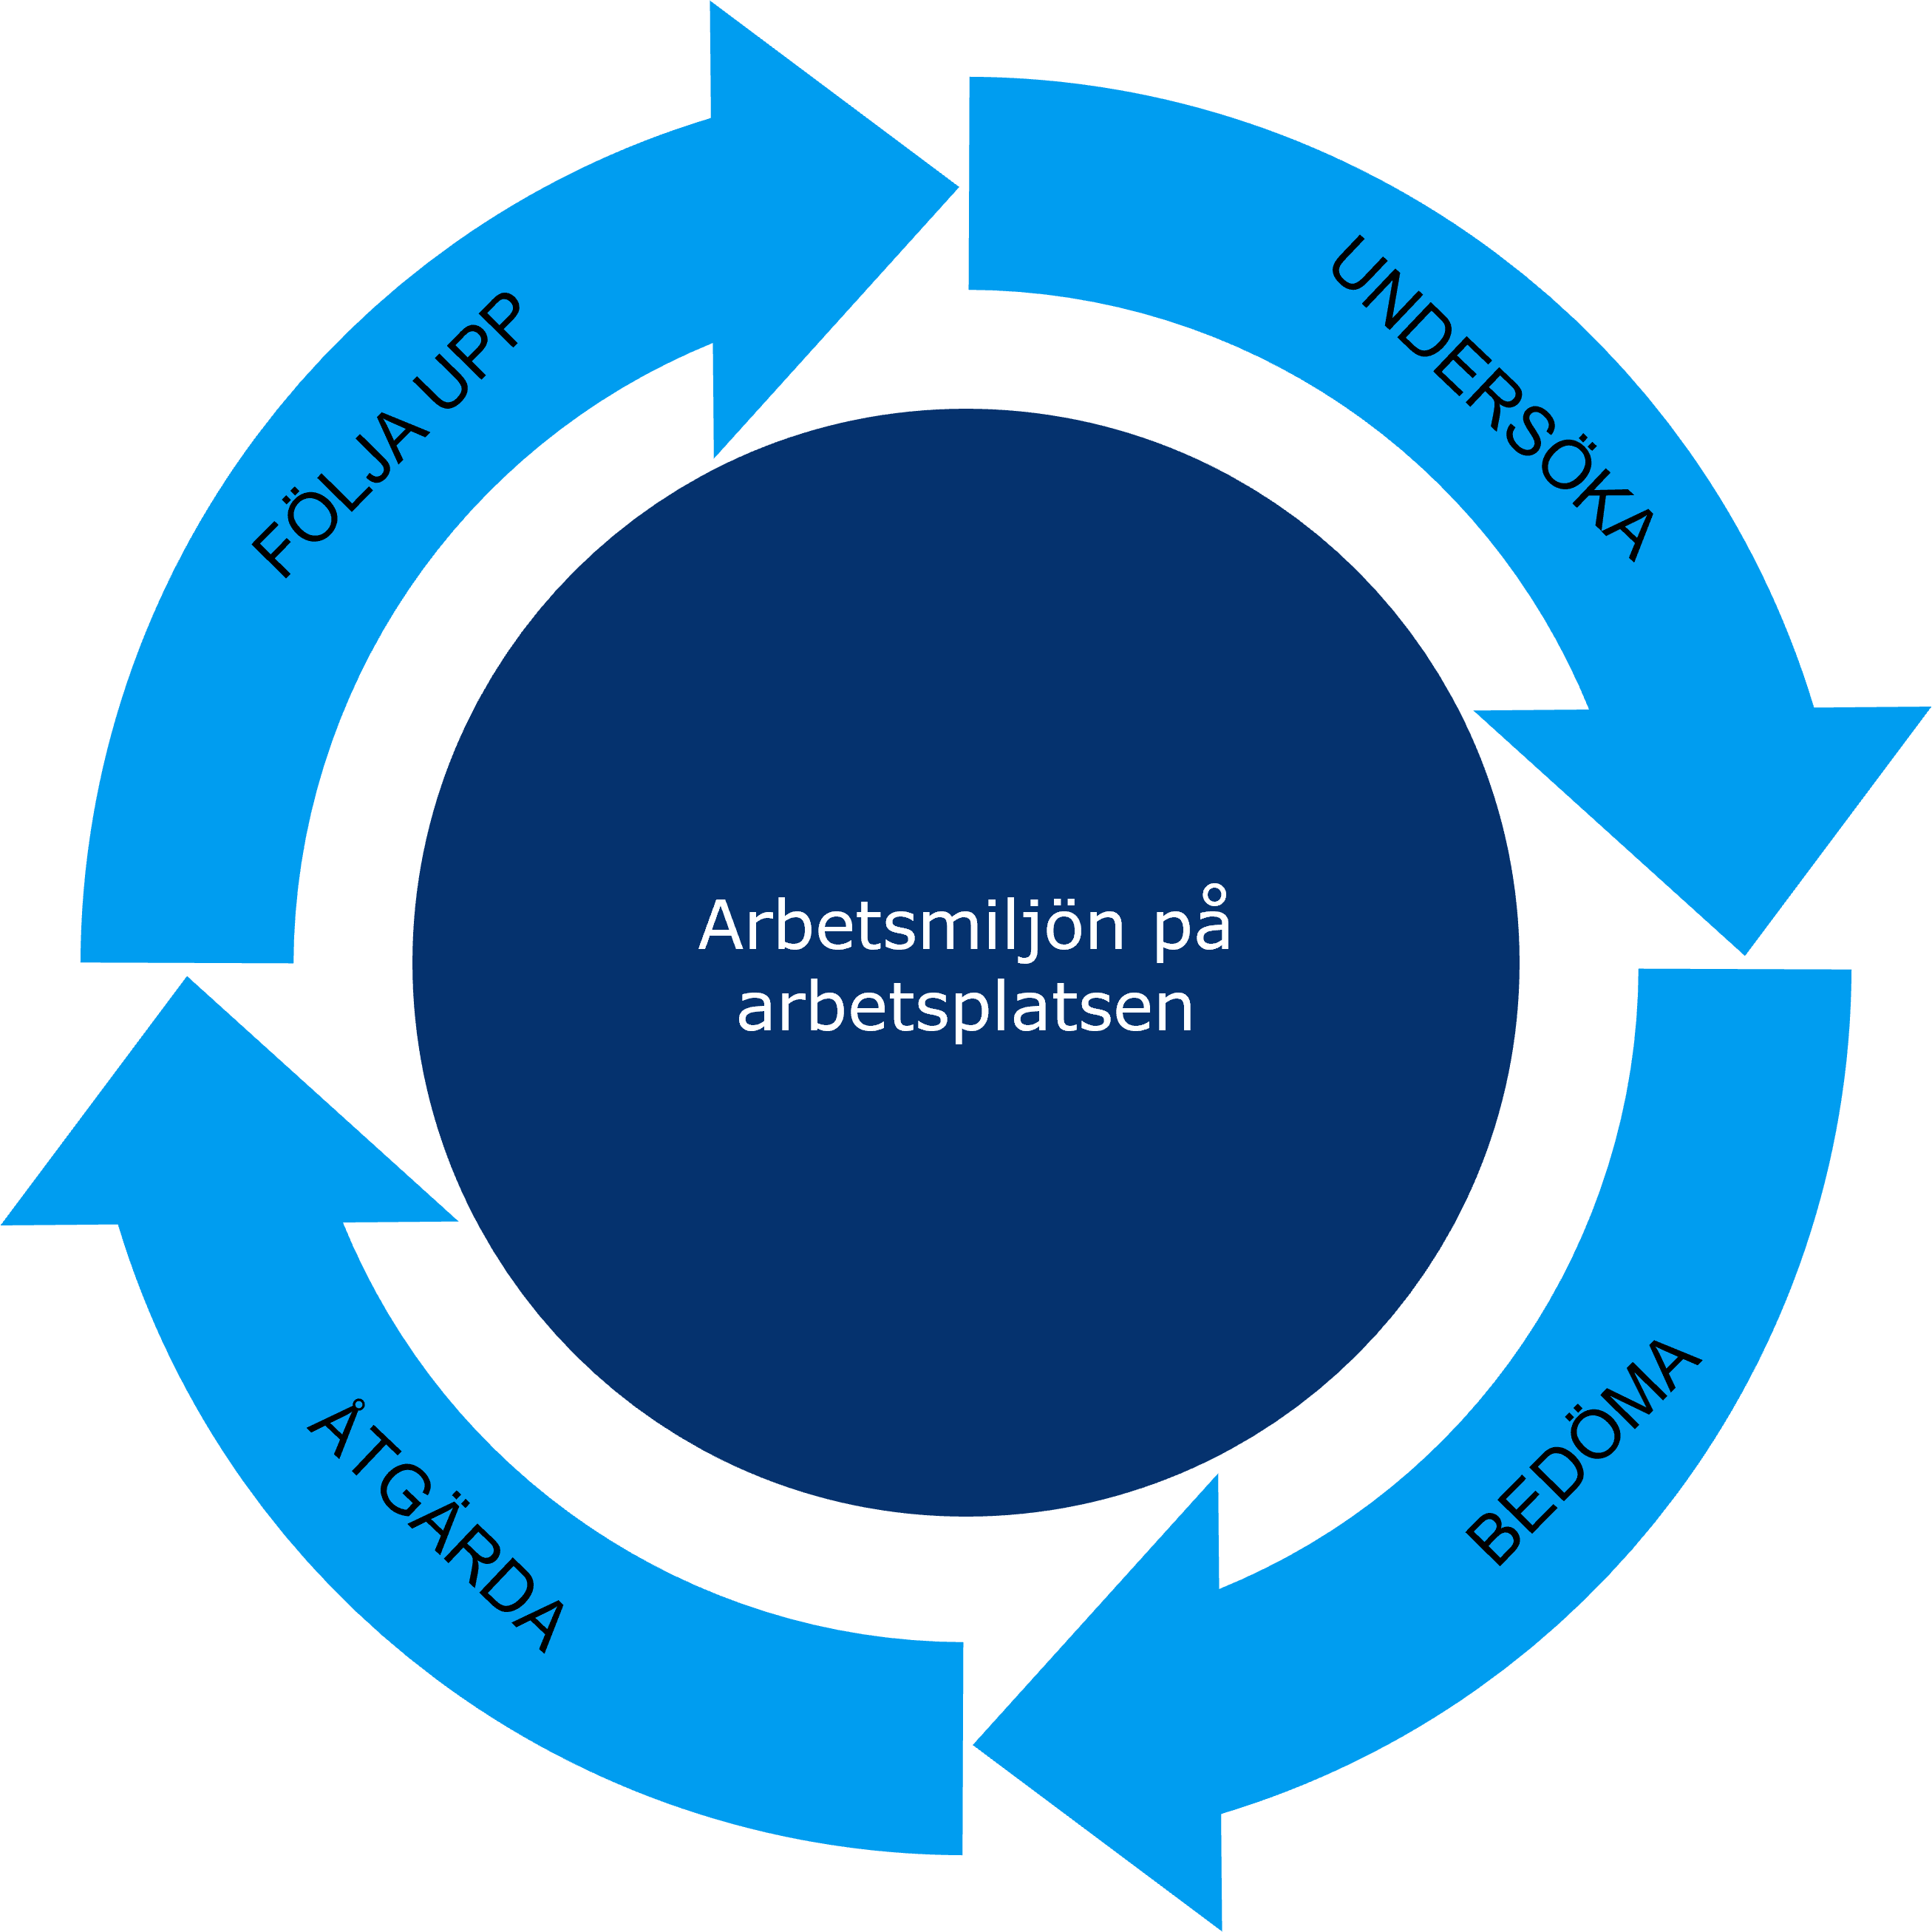 FÖLJA UPP
UNDERSÖKA
Arbetsmiljön på
arbetsplatsen
BEDÖMA
ÅTGÄRDA